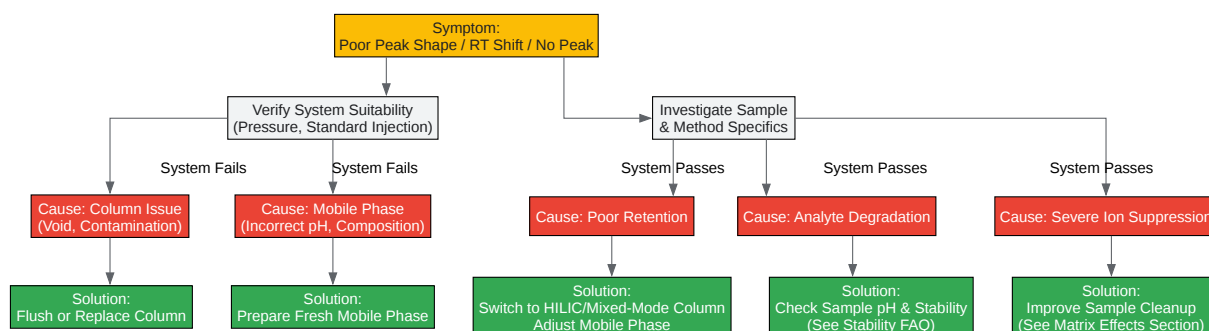 Symptom:
Poor Peak Shape / RT Shift / No Peak
Verify System Suitability
(Pressure, Standard Injection)
Investigate Sample
& Method Specifics
System Fails
System Fails
System Passes
System Passes
System Passes
Cause: Column Issue
(Void, Contamination)
Cause: Mobile Phase
(Incorrect pH, Composition)
Cause: Poor Retention
Cause: Analyte Degradation
Cause: Severe Ion Suppression
Solution:
Flush or Replace Column
Solution:
Prepare Fresh Mobile Phase
Solution:
Switch to HILIC/Mixed-Mode Column
Adjust Mobile Phase
Solution:
Check Sample pH & Stability
(See Stability FAQ)
Solution:
Improve Sample Cleanup
(See Matrix Effects Section)